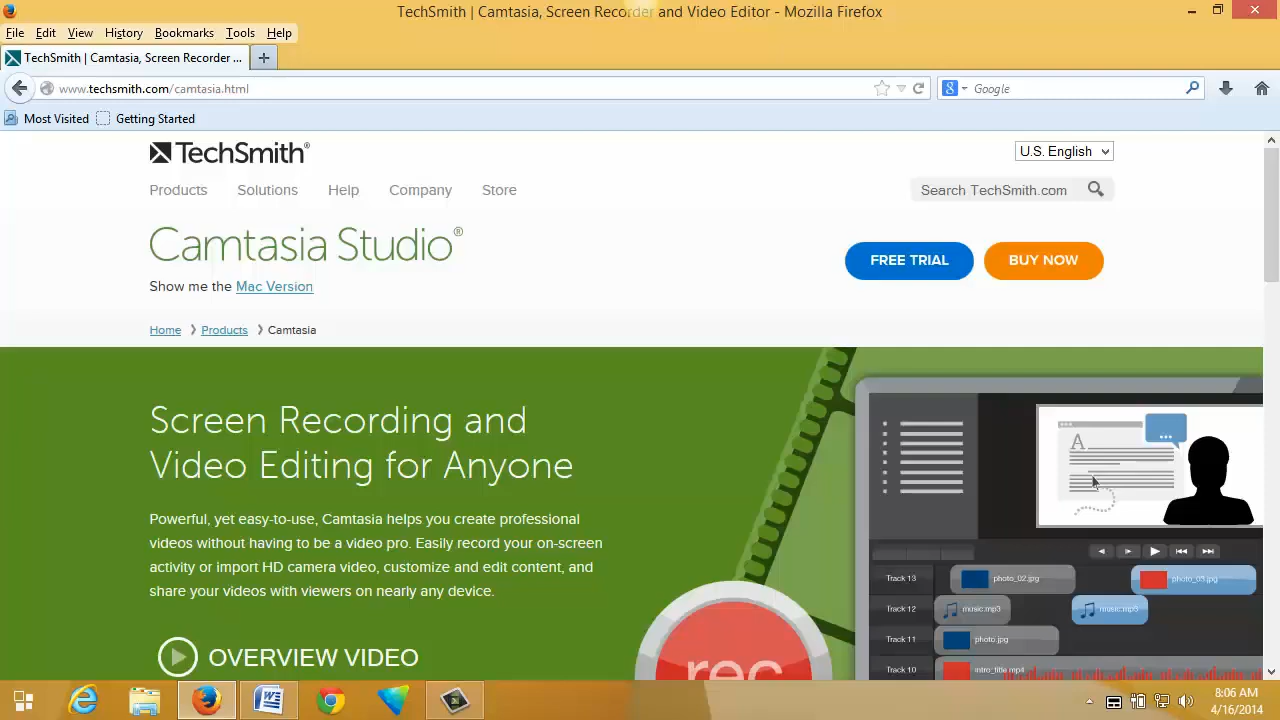 TechSmith | Camtasia, Screen Recorder and Video Editor - Mozilla Firefox
File Edit View History Bookmarks Tools Help
TechSmith | Camtasia, Screen Recorder ...
www.techsmith.com/camtasia.html
Google
Most Visited Getting Started
TechSmith®
U.S. English
Products Solutions Help Company Store
Search TechSmith.com
Camtasia Studio®
FREE TRIAL BUY NOW
Show me the Mac Version
Home Products Camtasia
Screen Recording and
Video Editing for Anyone
Powerful, yet easy-to-use, Camtasia helps you create professional
videos without having to be a video pro. Easily record your on-screen
activity or import HD camera video, customize and edit content, and
share your videos with viewers on nearly any device.
OVERVIEW VIDEO
rec
A
Track 13 photo_02.jpg photo_03.jpg
Track 12 music.mp3 music.mp3
Track 11 photo.jpg
Track 10 intro_title.mp4
8:06 AM
4/16/2014